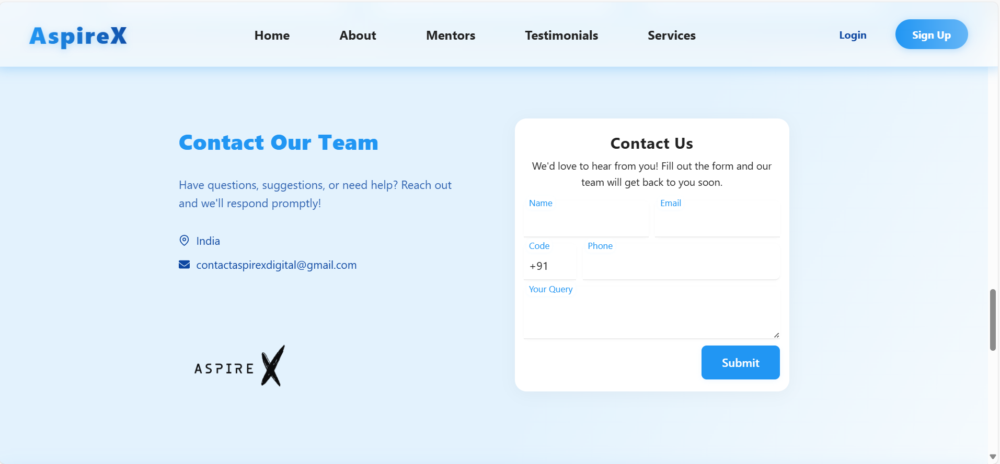 AspireX
Home
About
Mentors
Testimonials
Services
Login
Sign Up
Contact Our Team
Have questions, suggestions, or need help? Reach out
and we'll respond promptly!
India
contactaspirexdigital@gmail.com
ASPIRE X
Contact Us
We'd love to hear from you! Fill out the form and our
team will get back to you soon.
Name
Email
Code
Phone
+91
Your Query
Submit